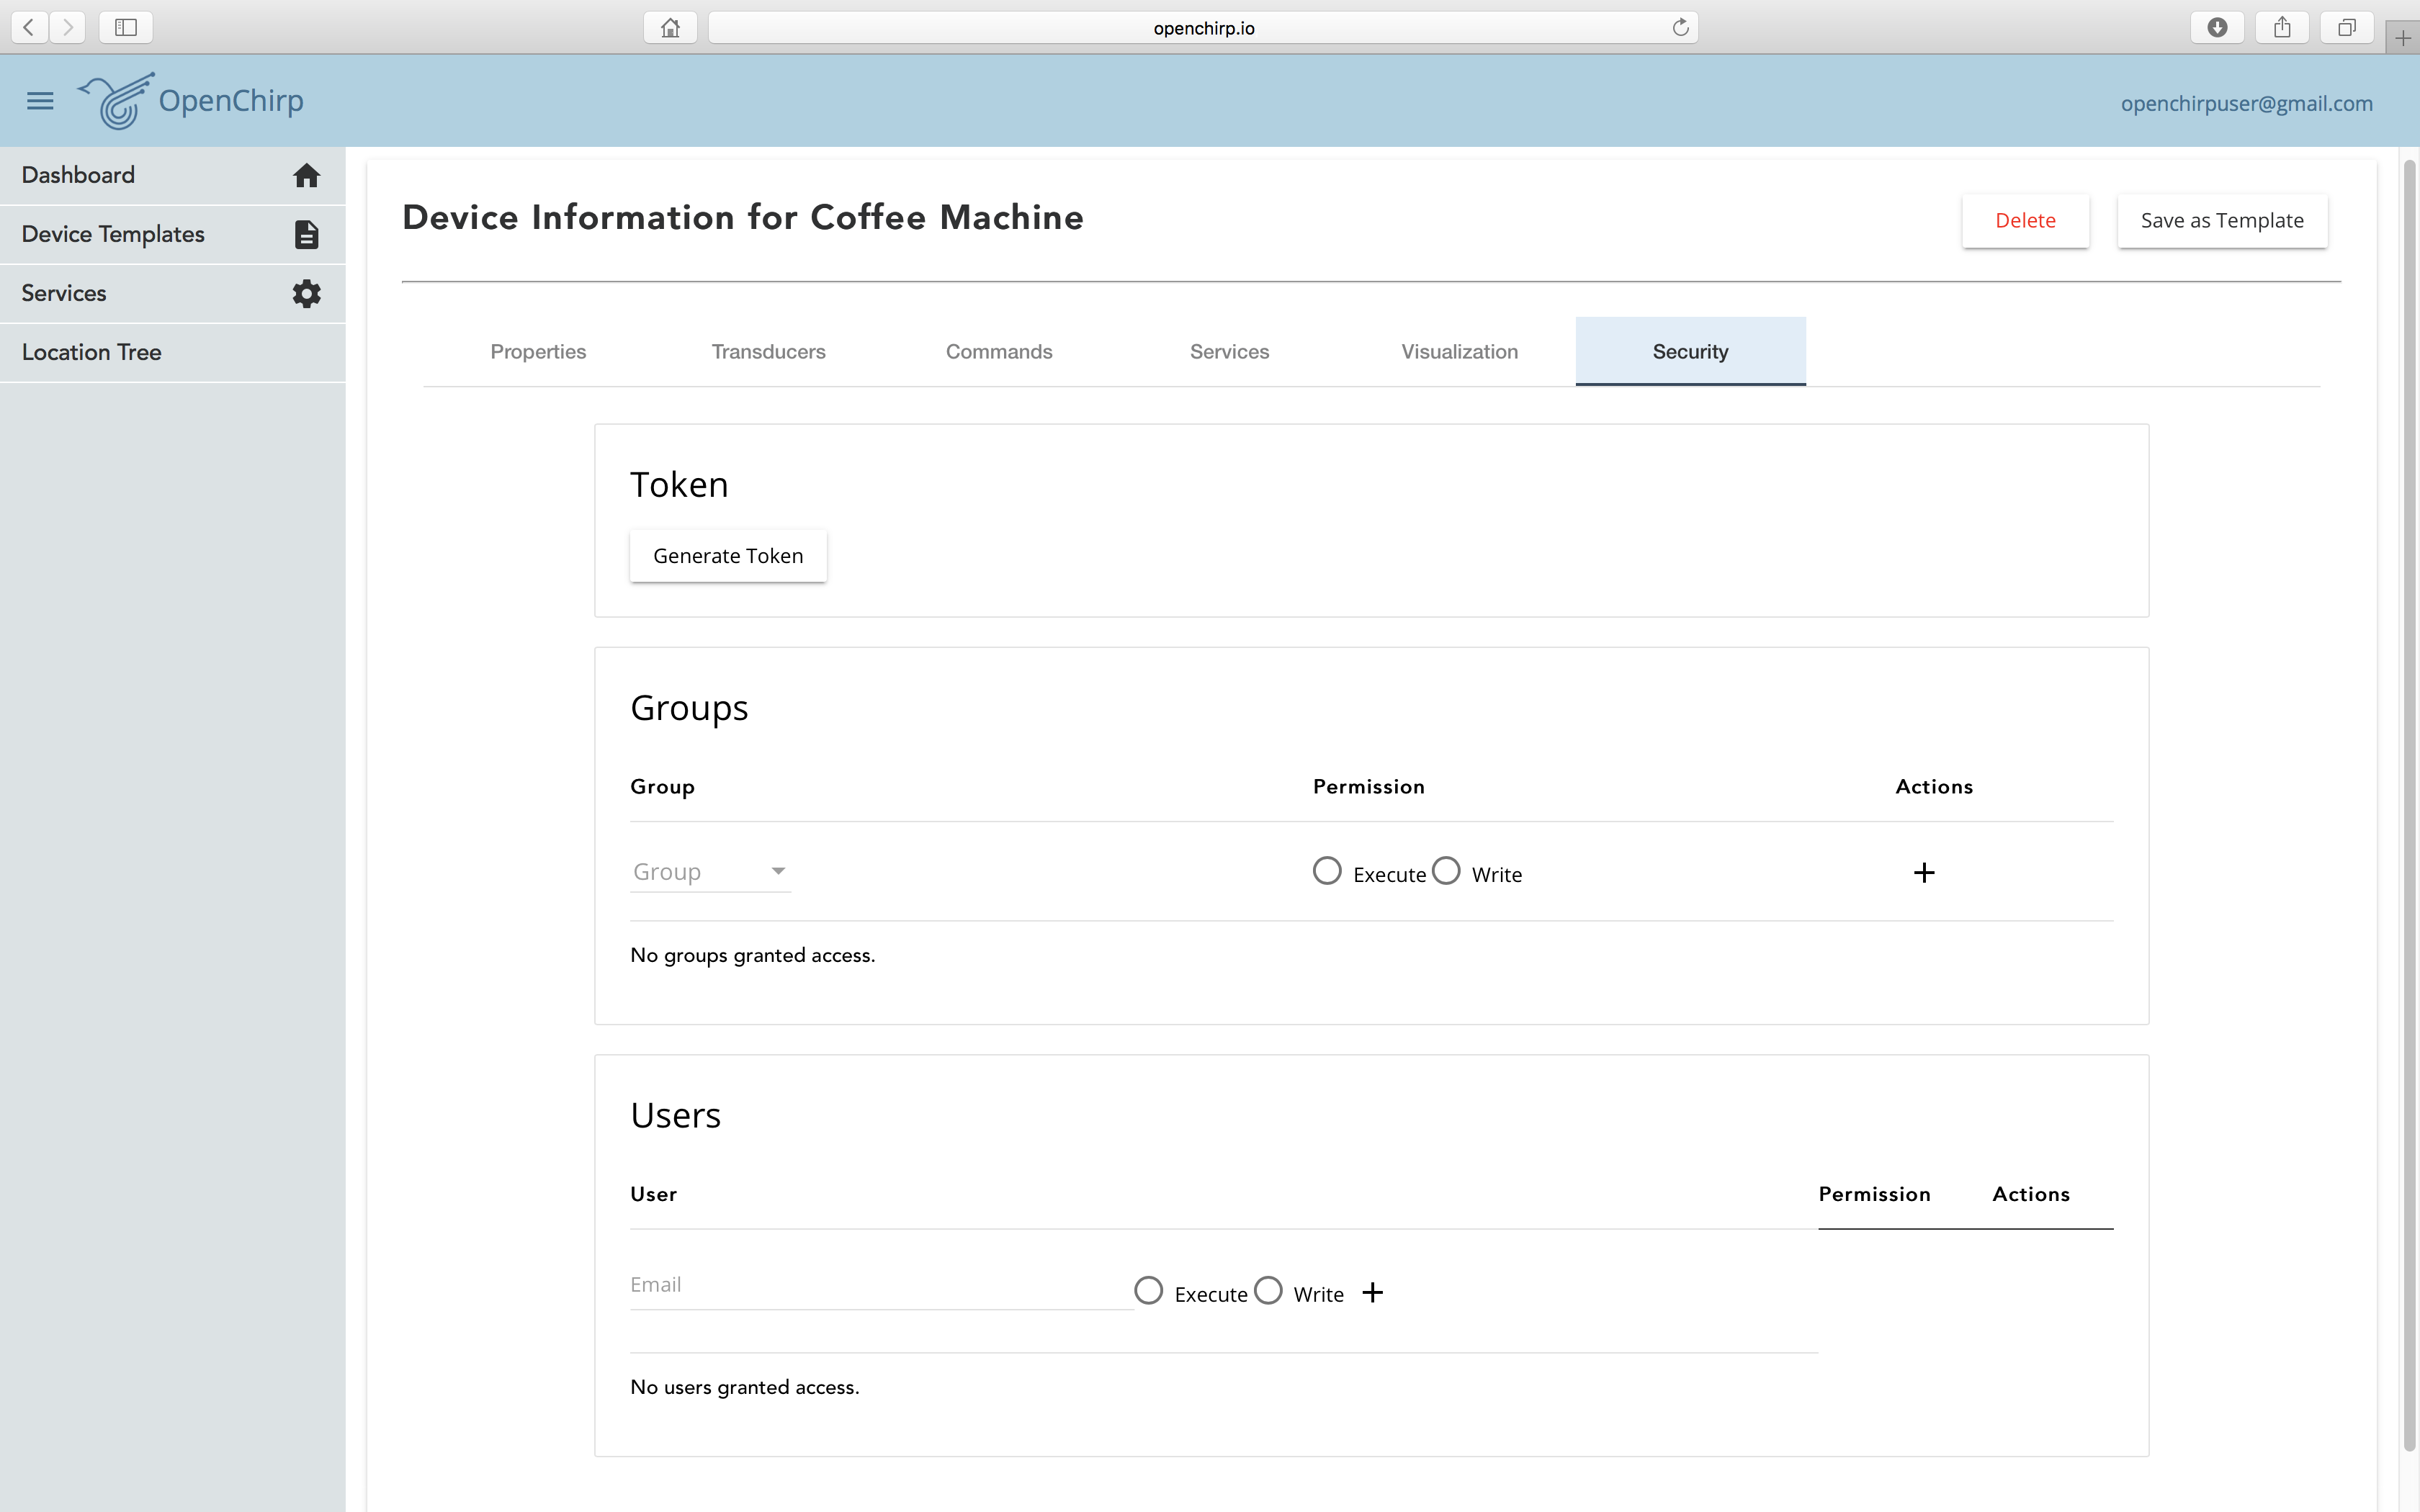 openchirp.io
OpenChirp
openchirpuser@gmail.com
Dashboard
Device Templates
Services
Location Tree
Device Information for Coffee Machine
Delete
Save as Template
Properties Transducers Commands Services Visualization Security
Token
Generate Token
Groups
Group Permission Actions
Group Execute Write +
No groups granted access.
Users
User Permission Actions
Email Execute Write +
No users granted access.